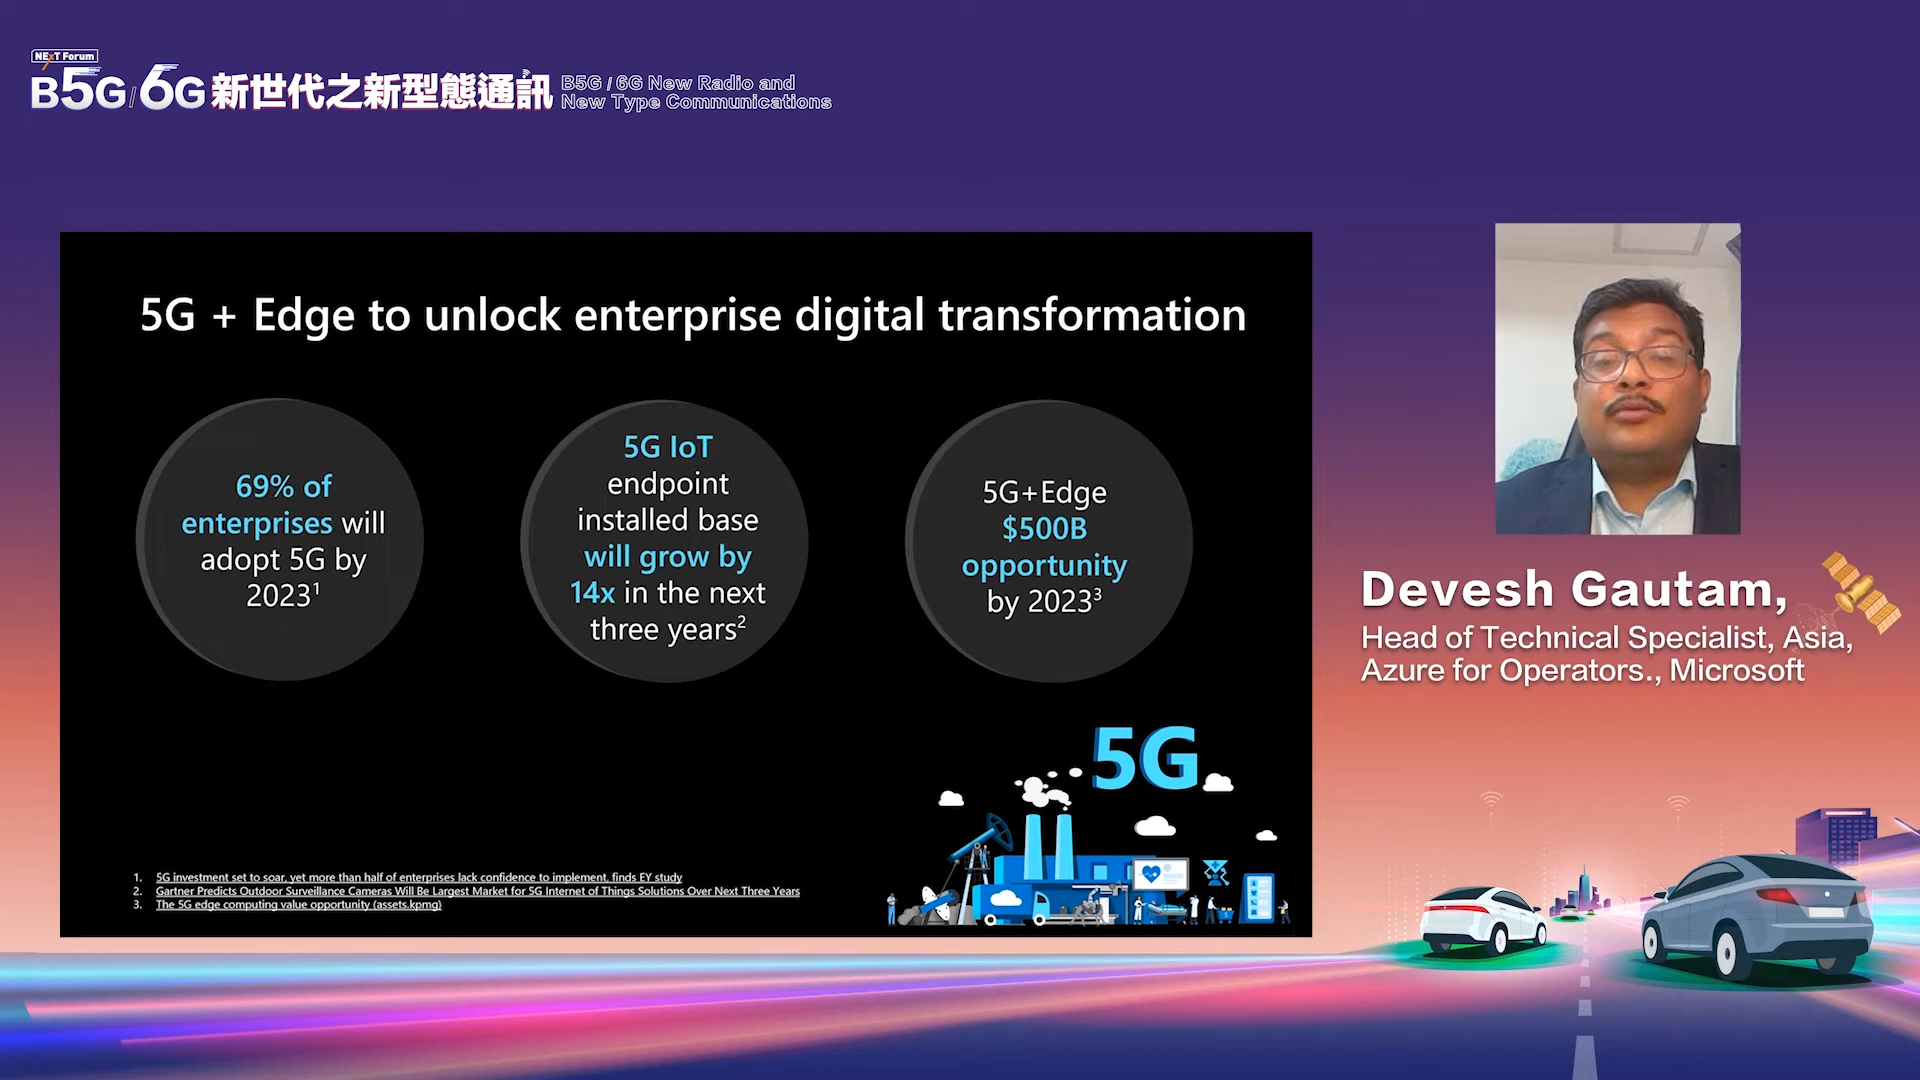 NExT Forum
B5G/6G新世代之新型態通訊
B5G / 6G New Radio and
New Type Communications
5G + Edge to unlock enterprise digital transformation
69% of
enterprises will
adopt 5G by
2023¹
5G IoT
endpoint
installed base
will grow by
14x in the next
three years²
5G+Edge
$500B
opportunity
by 2023³
5G
1. 5G investment set to soar, yet more than half of enterprises lack confidence to implement, finds EY study
2. Gartner Predicts Outdoor Surveillance Cameras Will Be Largest Market for 5G Internet of Things Solutions Over Next Three Years
3. The 5G edge computing value opportunity (assets.kpmg)
Devesh Gautam,
Head of Technical Specialist, Asia,
Azure for Operators., Microsoft